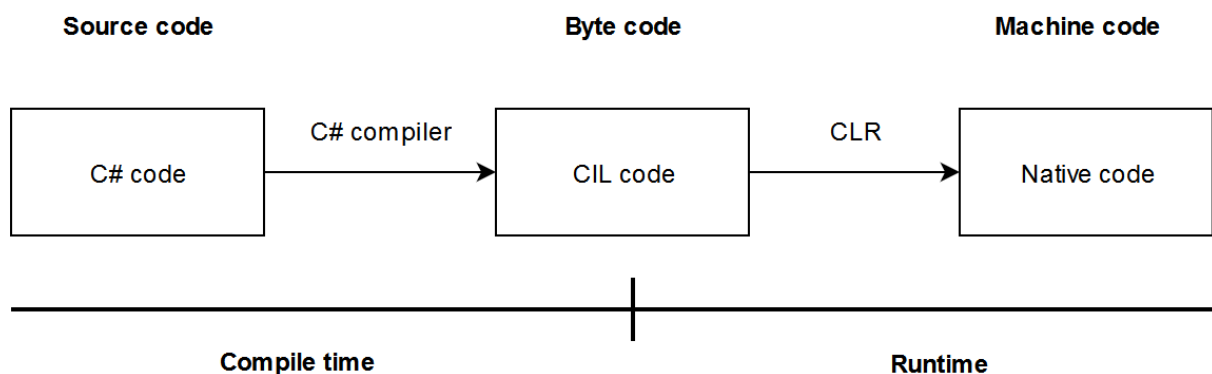 Source code
Byte code
Machine code
C# compiler
CLR
C# code
CIL code
Native code
Compile time
Runtime